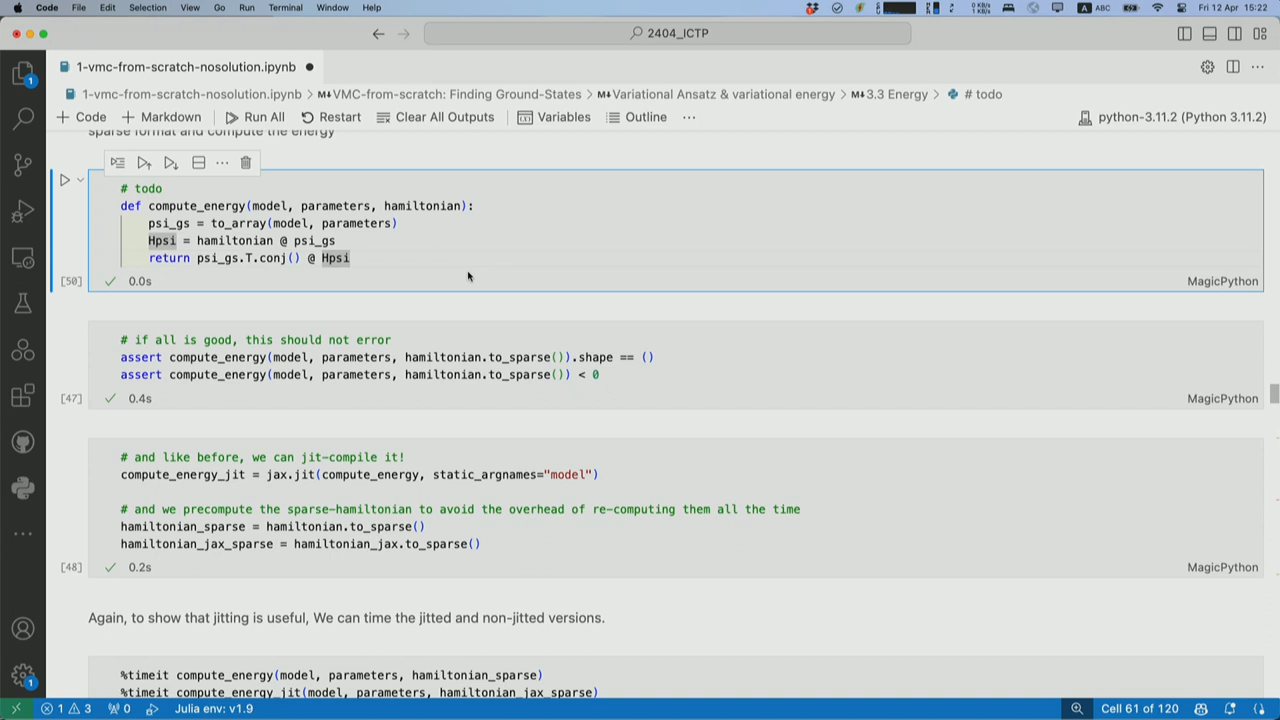 Code File Edit Selection View Go Run Terminal Window Help
0 KB/s
0 KB/s
A ABC
Fri 12 Apr 15:22
2404_ICTP
1-vmc-from-scratch-nosolution.ipynb
1-vmc-from-scratch-nosolution.ipynb > M↓VMC-from-scratch: Finding Ground-States > M↓Variational Ansatz & variational energy > M↓3.3 Energy > # todo
+ Code + Markdown Run All Restart Clear All Outputs Variables Outline ... python-3.11.2 (Python 3.11.2)
sparse format and compute the energy
# todo
def compute_energy(model, parameters, hamiltonian):
psi_gs = to_array(model, parameters)
Hpsi = hamiltonian @ psi_gs
return psi_gs.T.conj() @ Hpsi
[50] ✓ 0.0s MagicPython
# if all is good, this should not error
assert compute_energy(model, parameters, hamiltonian.to_sparse()).shape == ()
assert compute_energy(model, parameters, hamiltonian.to_sparse()) < 0
[47] ✓ 0.4s MagicPython
# and like before, we can jit-compile it!
compute_energy_jit = jax.jit(compute_energy, static_argnames="model")
# and we precompute the sparse-hamiltonian to avoid the overhead of re-computing them all the time
hamiltonian_sparse = hamiltonian.to_sparse()
hamiltonian_jax_sparse = hamiltonian_jax.to_sparse()
[48] ✓ 0.2s MagicPython
Again, to show that jitting is useful, We can time the jitted and non-jitted versions.
%timeit compute_energy(model, parameters, hamiltonian_sparse)
%timeit compute_energy_jit(model, parameters, hamiltonian_jax_sparse)
1
1
1 3 0 Julia env: v1.9 Cell 61 of 120